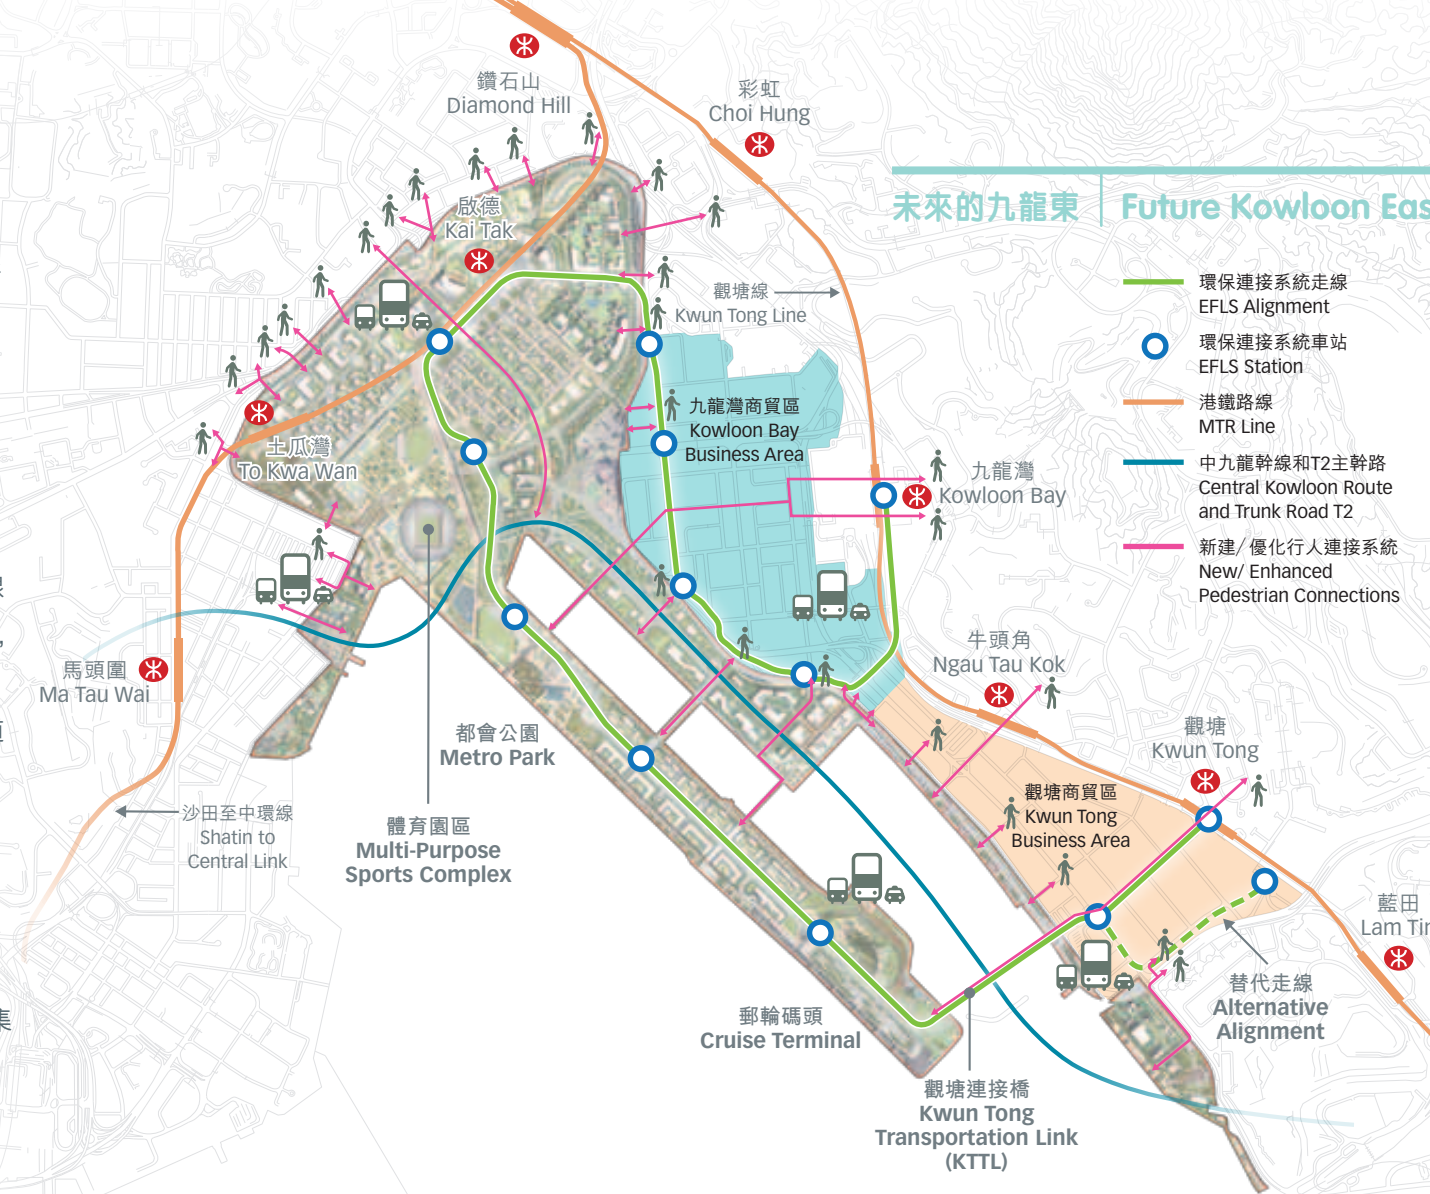 鑽石山
Diamond Hill
彩虹
Choi Hung
未來的九龍東
Future Kowloon Eas
啟德
Kai Tak
觀塘線
Kwun Tong Line
環保連接系統走線
EFLS Alignment
環保連接系統車站
EFLS Station
港鐵路線
MTR Line
中九龍幹線和T2主幹路
Central Kowloon Route
and Trunk Road T2
新建/優化行人連接系統
New/ Enhanced
Pedestrian Connections
九龍灣商貿區
Kowloon Bay
Business Area
土瓜灣
To Kwa Wan
九龍灣
Kowloon Bay
牛頭角
Ngau Tau Kok
馬頭圍
Ma Tau Wai
都會公園
Metro Park
觀塘
Kwun Tong
觀塘商貿區
Kwun Tong
Business Area
沙田至中環線
Shatin to
Central Link
體育園區
Multi-Purpose
Sports Complex
藍田
Lam Tin
替代走線
Alternative
Alignment
郵輪碼頭
Cruise Terminal
觀塘連接橋
Kwun Tong
Transportation Link
(KTTL)
集